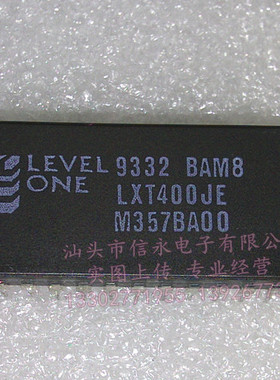 LEVEL ONE
9332 BAM8
LXT400JE
M357BA00
汕头市信永电子有限公司
实图上传 专业经营